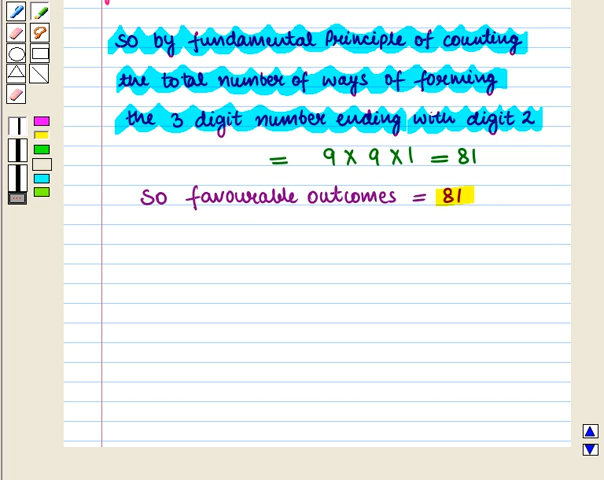 So by fundamental Principle of counting
the total number of ways of forming
the 3 digit number ending with digit 2
= 9 × 9 × 1 = 81
So favourable outcomes = 81